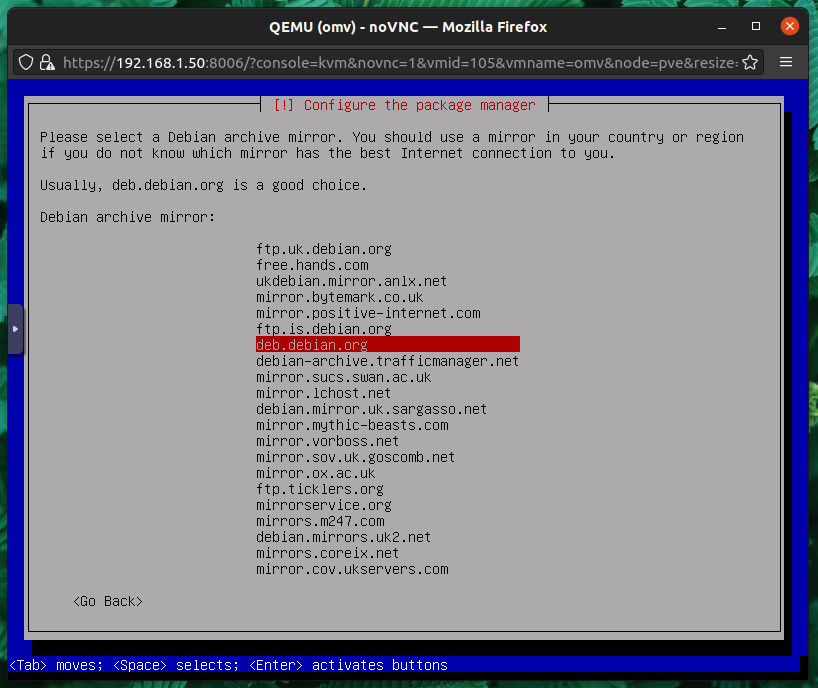 QEMU (omv) - noVNC — Mozilla Firefox
https://192.168.1.50:8006/?console=kvm&novnc=1&vmid=105&vmname=omv&node=pve&resize=
[!] Configure the package manager
Please select a Debian archive mirror. You should use a mirror in your country or region
if you do not know which mirror has the best Internet connection to you.
Usually, deb.debian.org is a good choice.
Debian archive mirror:
ftp.uk.debian.org
free.hands.com
ukdebian.mirror.anlx.net
mirror.bytemark.co.uk
mirror.positive-internet.com
ftp.is.debian.org
deb.debian.org
debian-archive.trafficmanager.net
mirror.sucs.swan.ac.uk
mirror.lchost.net
debian.mirror.uk.sargasso.net
mirror.mythic-beasts.com
mirror.vorboss.net
mirror.sov.uk.goscomb.net
mirror.ox.ac.uk
ftp.ticklers.org
mirrorservice.org
mirrors.m247.com
debian.mirrors.uk2.net
mirrors.coreix.net
mirror.cov.ukservers.com
<Go Back>
<Tab> moves; <Space> selects; <Enter> activates buttons